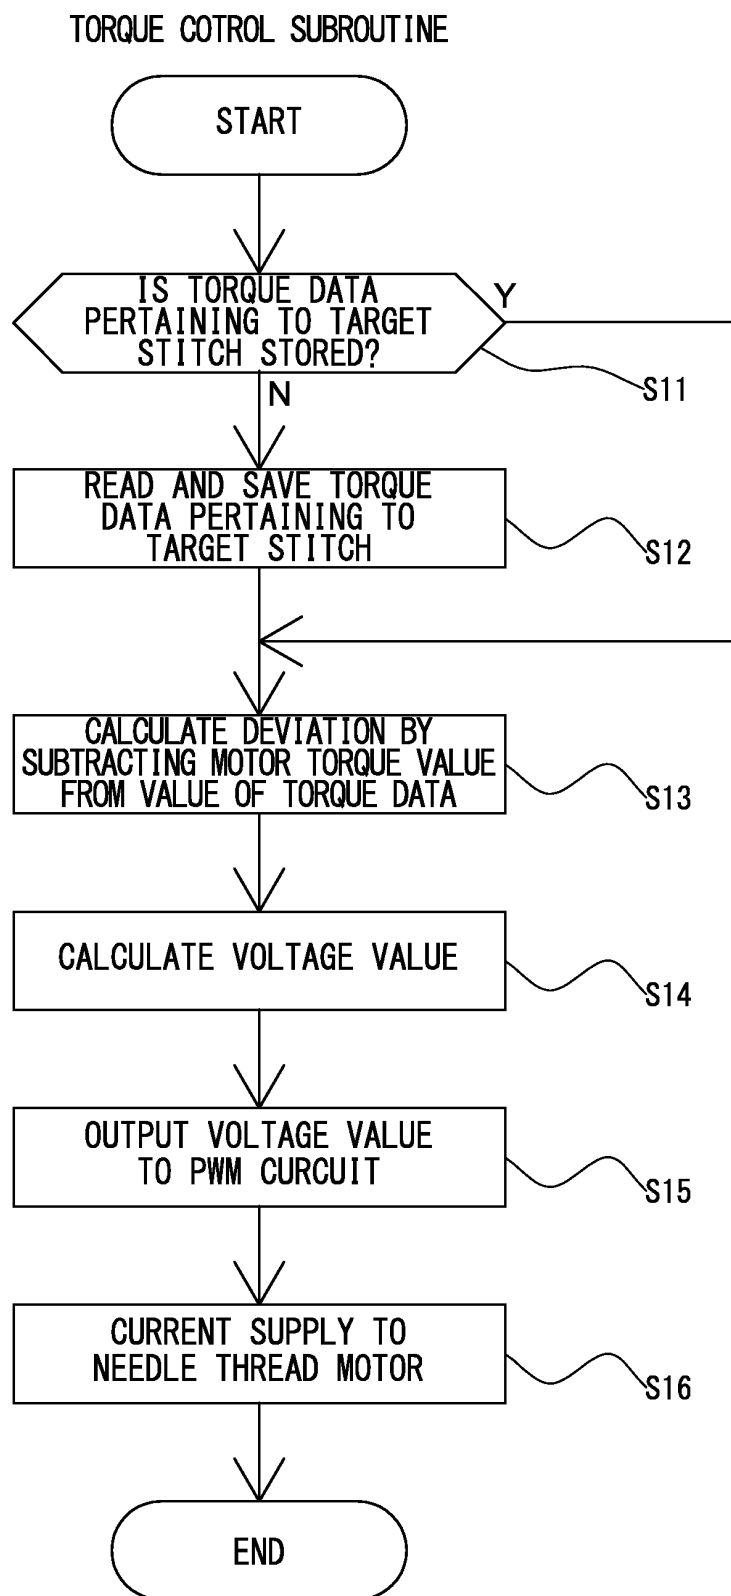 TORQUE COTROL SUBROUTINE
START
IS TORQUE DATA
PERTAINING TO TARGET
STITCH STORED?
Y
S11
N
READ AND SAVE TORQUE
DATA PERTAINING TO
TARGET STITCH
S12
CALCULATE DEVIATION BY
SUBTRACTING MOTOR TORQUE VALUE
FROM VALUE OF TORQUE DATA
S13
CALCULATE VOLTAGE VALUE
S14
OUTPUT VOLTAGE VALUE
TO PWM CURCUIT
S15
CURRENT SUPPLY TO
NEEDLE THREAD MOTOR
S16
END